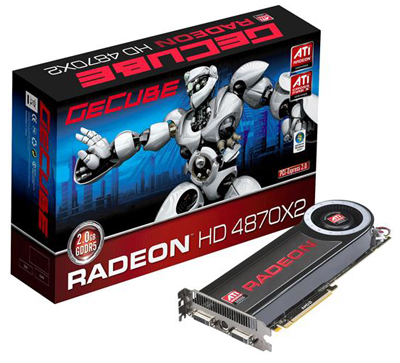 GECUBE
RADEON HD 4870X2
GECUBE
ATI
RADEON
ATI
PCI-Express 2.0
2.0GB
GDDR5
RADEON™ HD 4870X2
ATI
RADEON
RADEON